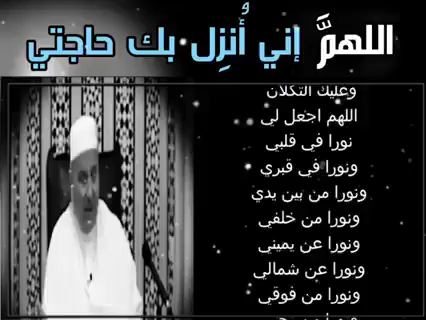 اللهمَّ إني أُنزِل بك حاجتي
وعليك التكلان
اللهم اجعل لي
نورا في قلبي
ونورا في قبري
ونورا من بين يدي
ونورا من خلفي
ونورا عن يميني
ونورا عن شمالي
ونورا من فوقي